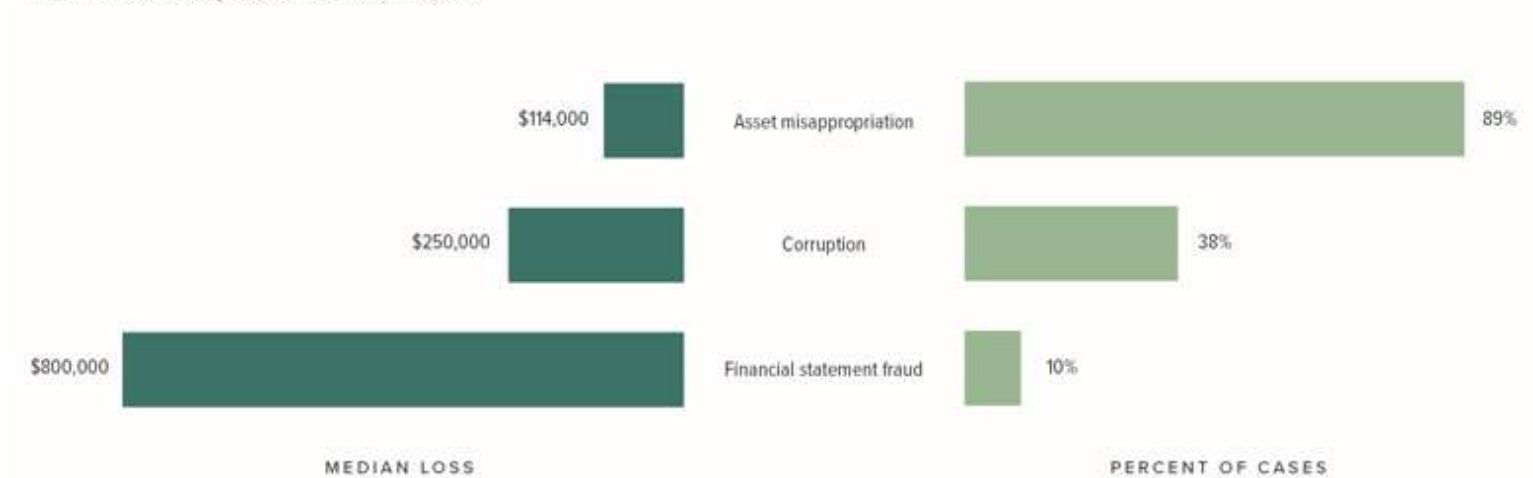 $114,000 Asset misappropriation 89%
$250,000 Corruption 38%
$800,000 Financial statement fraud 10%
MEDIAN LOSS PERCENT OF CASES